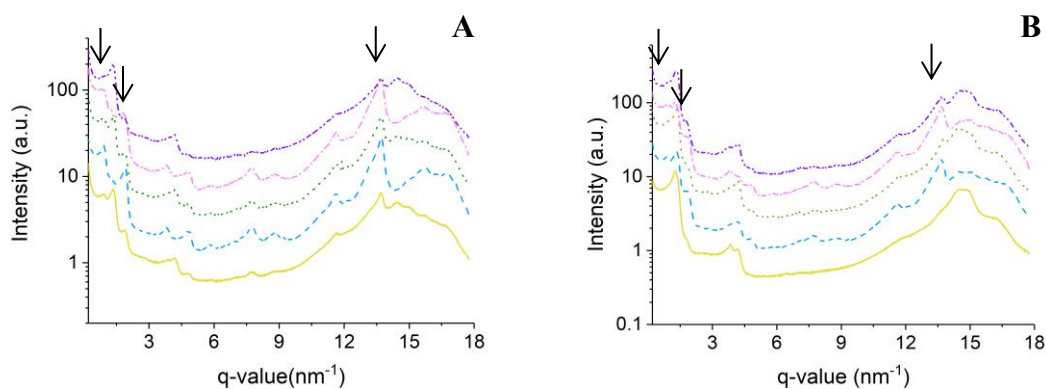 A
Intensity (a.u.)
100
10
1
3 6 9 12 15 18
q-value(nm⁻¹)
B
Intensity (a.u.)
100
10
1
0.1
3 6 9 12 15 18
q-value (nm⁻¹)